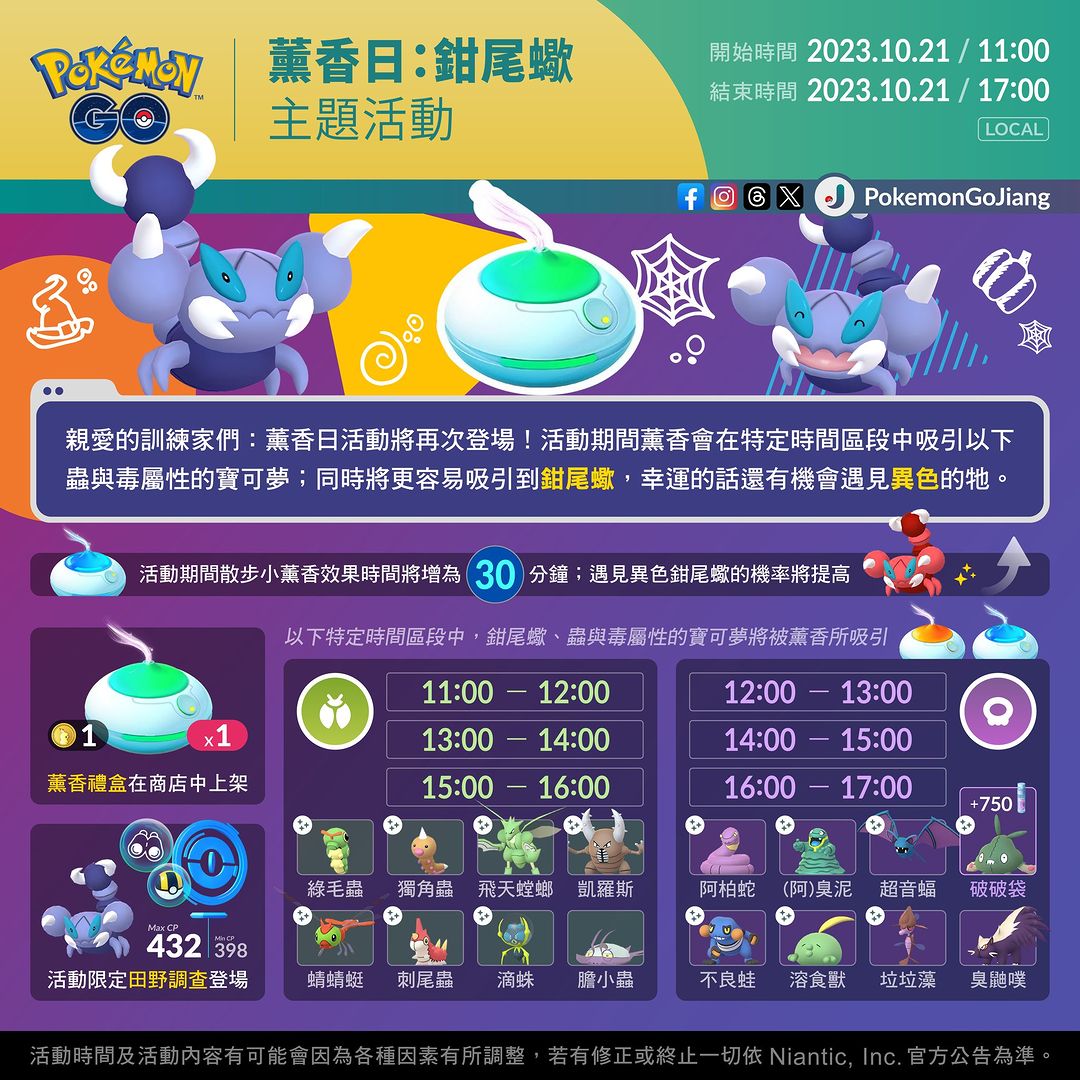 POKÉMON GO
TM
薰香日：鉗尾蠍
主題活動
開始時間 2023.10.21 / 11:00
結束時間 2023.10.21 / 17:00
LOCAL
PokemonGoJiang
親愛的訓練家們：薰香日活動將再次登場！活動期間薰香會在特定時間區段中吸引以下
蟲與毒屬性的寶可夢；同時將更容易吸引到鉗尾蠍，幸運的話還有機會遇見異色的牠。
活動期間散步小薰香效果時間將增為 30 分鐘；遇見異色鉗尾蠍的機率將提高
以下特定時間區段中，鉗尾蠍、蟲與毒屬性的寶可夢將被薰香所吸引
1
x1
薰香禮盒在商店中上架
Max CP
432
Min CP
398
活動限定田野調查登場
11:00 － 12:00
13:00 － 14:00
15:00 － 16:00
綠毛蟲 獨角蟲 飛天螳螂 凱羅斯
蜻蜻蜓 刺尾蟲 滴蛛 膽小蟲
12:00 － 13:00
14:00 － 15:00
16:00 － 17:00
+750
阿柏蛇 (阿)臭泥 超音蝠 破破袋
不良蛙 溶食獸 垃垃藻 臭鼬噗
活動時間及活動內容有可能會因為各種因素有所調整，若有修正或終止一切依 Niantic, Inc. 官方公告為準。